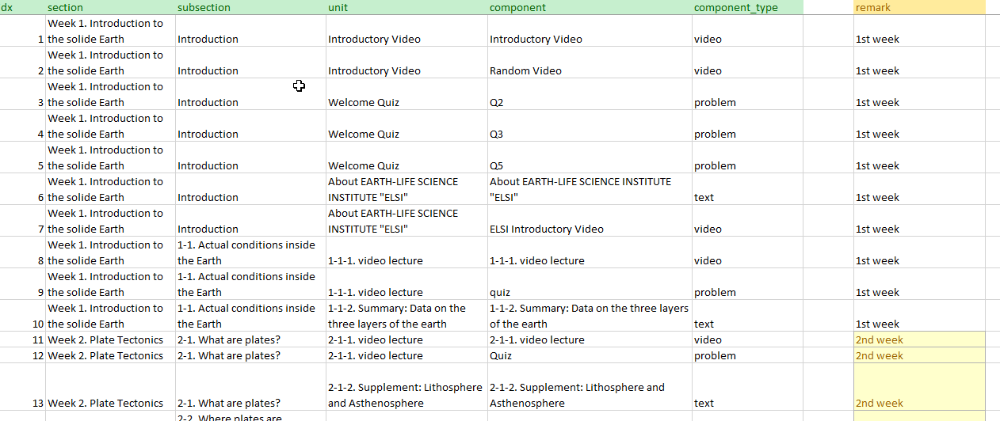 dx section subsection unit component component_type remark
Week 1. Introduction to
1 the solide Earth Introduction Introductory Video Introductory Video video 1st week
Week 1. Introduction to
2 the solide Earth Introduction Introductory Video Random Video video 1st week
Week 1. Introduction to
3 the solide Earth Introduction Welcome Quiz Q2 problem 1st week
Week 1. Introduction to
4 the solide Earth Introduction Welcome Quiz Q3 problem 1st week
Week 1. Introduction to
5 the solide Earth Introduction Welcome Quiz Q5 problem 1st week
Week 1. Introduction to About EARTH-LIFE SCIENCE About EARTH-LIFE SCIENCE INSTITUTE
6 the solide Earth Introduction INSTITUTE "ELSI" "ELSI" text 1st week
Week 1. Introduction to About EARTH-LIFE SCIENCE
7 the solide Earth Introduction INSTITUTE "ELSI" ELSI Introductory Video video 1st week
Week 1. Introduction to 1-1. Actual conditions inside
8 the solide Earth the Earth 1-1-1. video lecture 1-1-1. video lecture video 1st week
Week 1. Introduction to 1-1. Actual conditions inside
9 the solide Earth the Earth 1-1-1. video lecture quiz problem 1st week
Week 1. Introduction to 1-1. Actual conditions inside 1-1-2. Summary: Data on the 1-1-2. Summary: Data on the three layers
10 the solide Earth the Earth three layers of the earth of the earth text 1st week
11 Week 2. Plate Tectonics 2-1. What are plates? 2-1-1. video lecture 2-1-1. video lecture video 2nd week
12 Week 2. Plate Tectonics 2-1. What are plates? 2-1-1. video lecture Quiz problem 2nd week
2-1-2. Supplement: Lithosphere 2-1-2. Supplement: Lithosphere and
13 Week 2. Plate Tectonics 2-1. What are plates? and Asthenosphere Asthenosphere text 2nd week
2-2. Where plates are